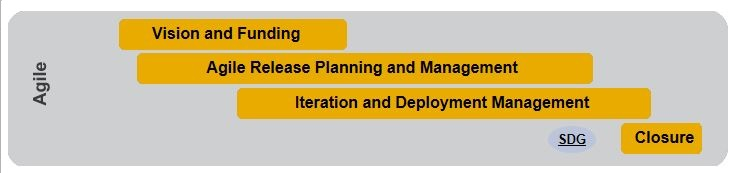 Agile
Vision and Funding
Agile Release Planning and Management
Iteration and Deployment Management
SDG
Closure